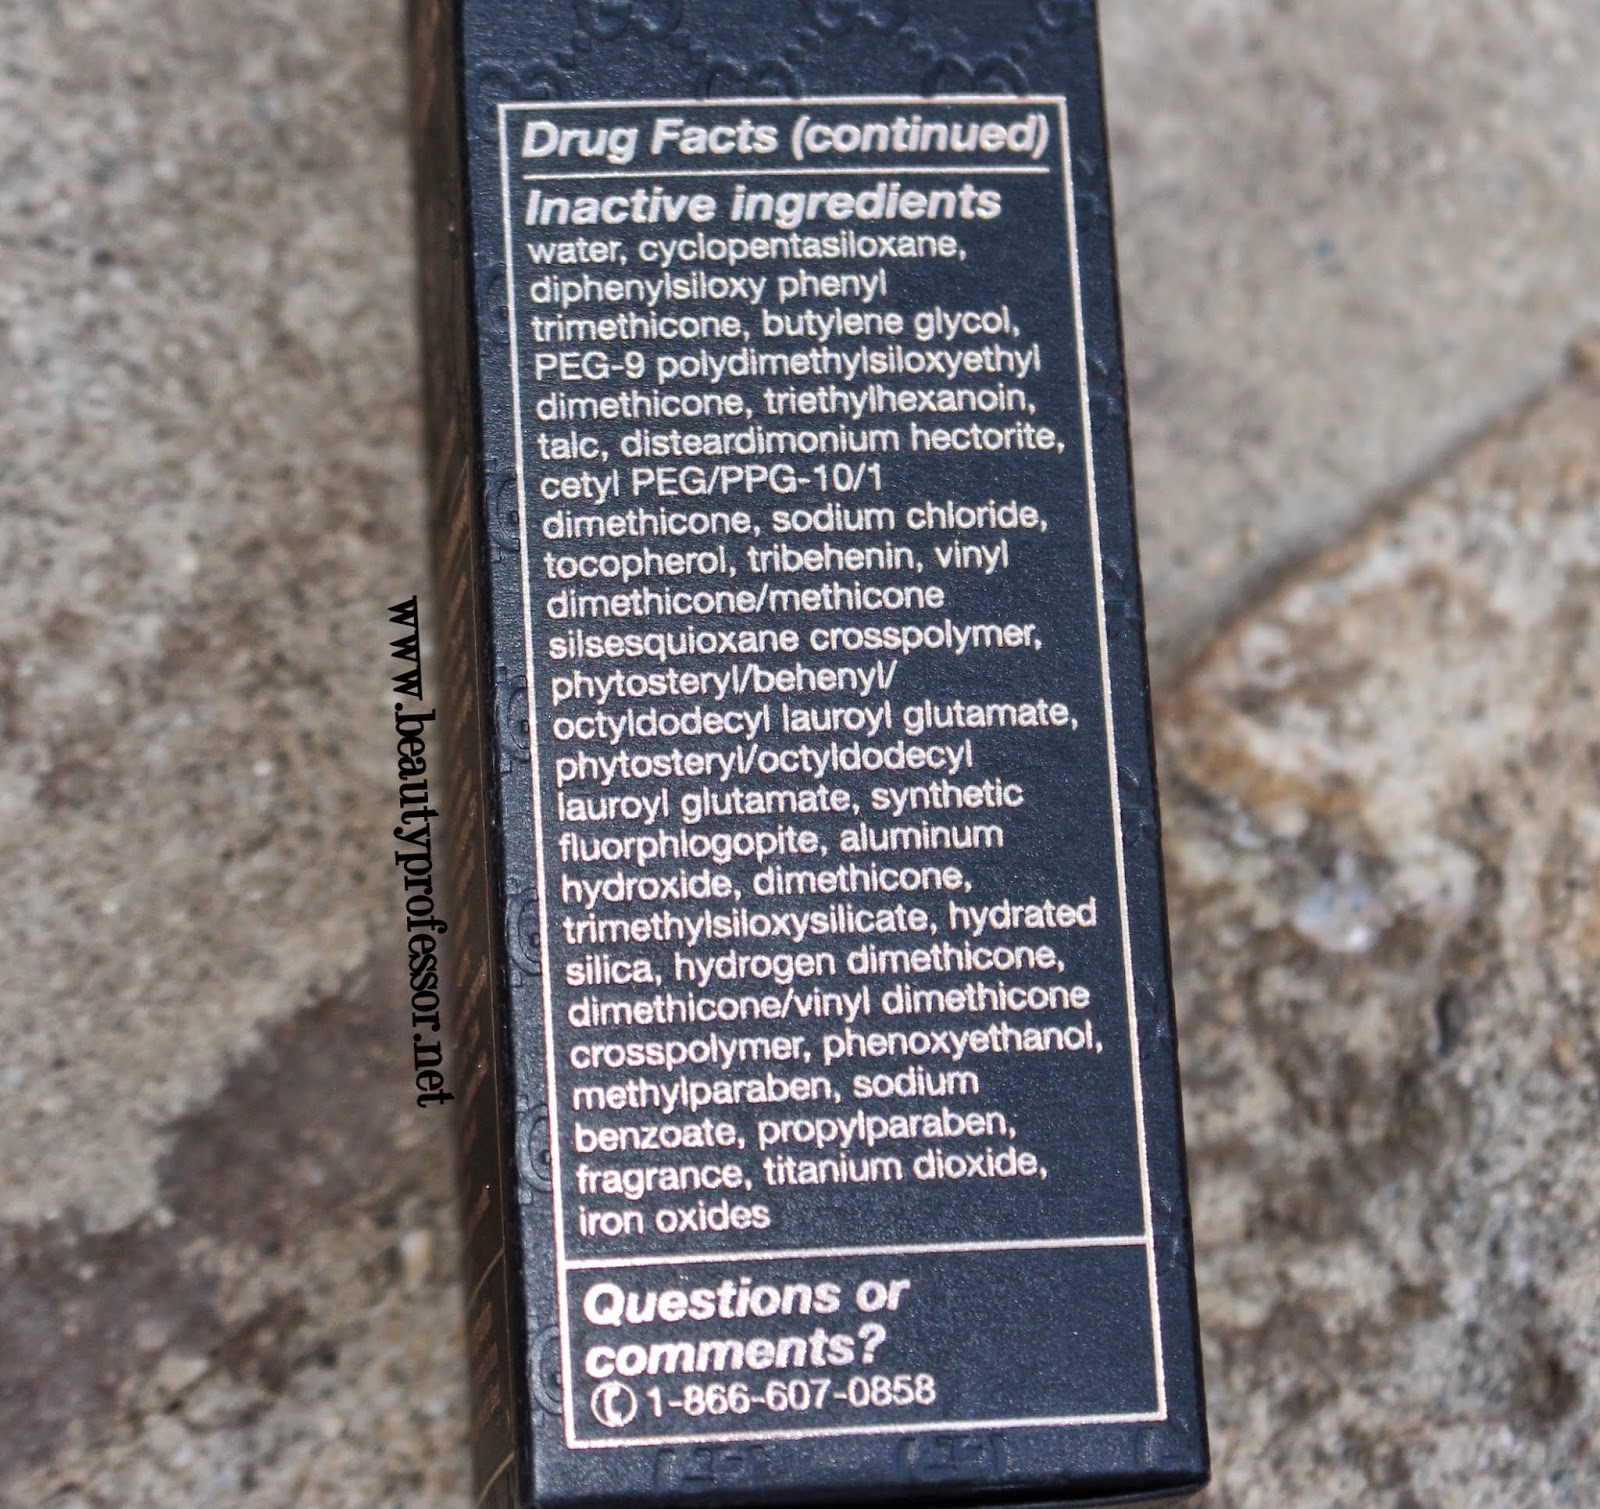 Drug Facts (continued)
Inactive ingredients
water, cyclopentasiloxane,
diphenylsiloxy phenyl
trimethicone, butylene glycol,
PEG-9 polydimethylsiloxyethyl
dimethicone, triethylhexanoin,
talc, disteardimonium hectorite,
cetyl PEG/PPG-10/1
dimethicone, sodium chloride,
tocopherol, tribehenin, vinyl
dimethicone/methicone
silsesquioxane crosspolymer,
phytosteryl/behenyl/
octyldodecyl lauroyl glutamate,
phytosteryl/octyldodecyl
lauroyl glutamate, synthetic
fluorphlogopite, aluminum
hydroxide, dimethicone,
trimethylsiloxysilicate, hydrated
silica, hydrogen dimethicone,
dimethicone/vinyl dimethicone
crosspolymer, phenoxyethanol,
methylparaben, sodium
benzoate, propylparaben,
fragrance, titanium dioxide,
iron oxides
Questions or
comments?
1-866-607-0858
www.beautyprofessor.net